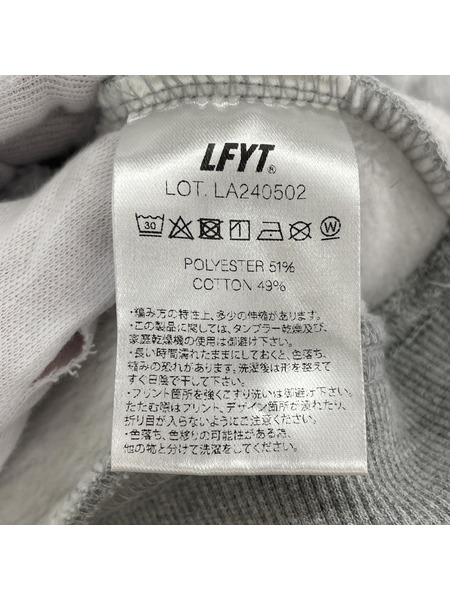 LFYT®
LOT. LA240502
30
W
POLYESTER 51%
COTTON 49%
・編み方の特性上、多少の伸縮があります。
・この製品に関しては、タンブラー乾燥及び、
家庭乾燥機の使用は御避け下さい。
・長い時間濡れたままにしておくと、色落ち、
縮みの恐れがあります。洗濯後は形を整えて
すぐ日陰で干して下さい。
・プリント箇所を強くこすり洗いは御避け下さい。
たたむ際はプリント、デザイン箇所が潰れたり、
折り目が入らないようにご注意ください。
・色落ち、色移りの可能性がある為、
他の物と分けて洗濯をしてください。